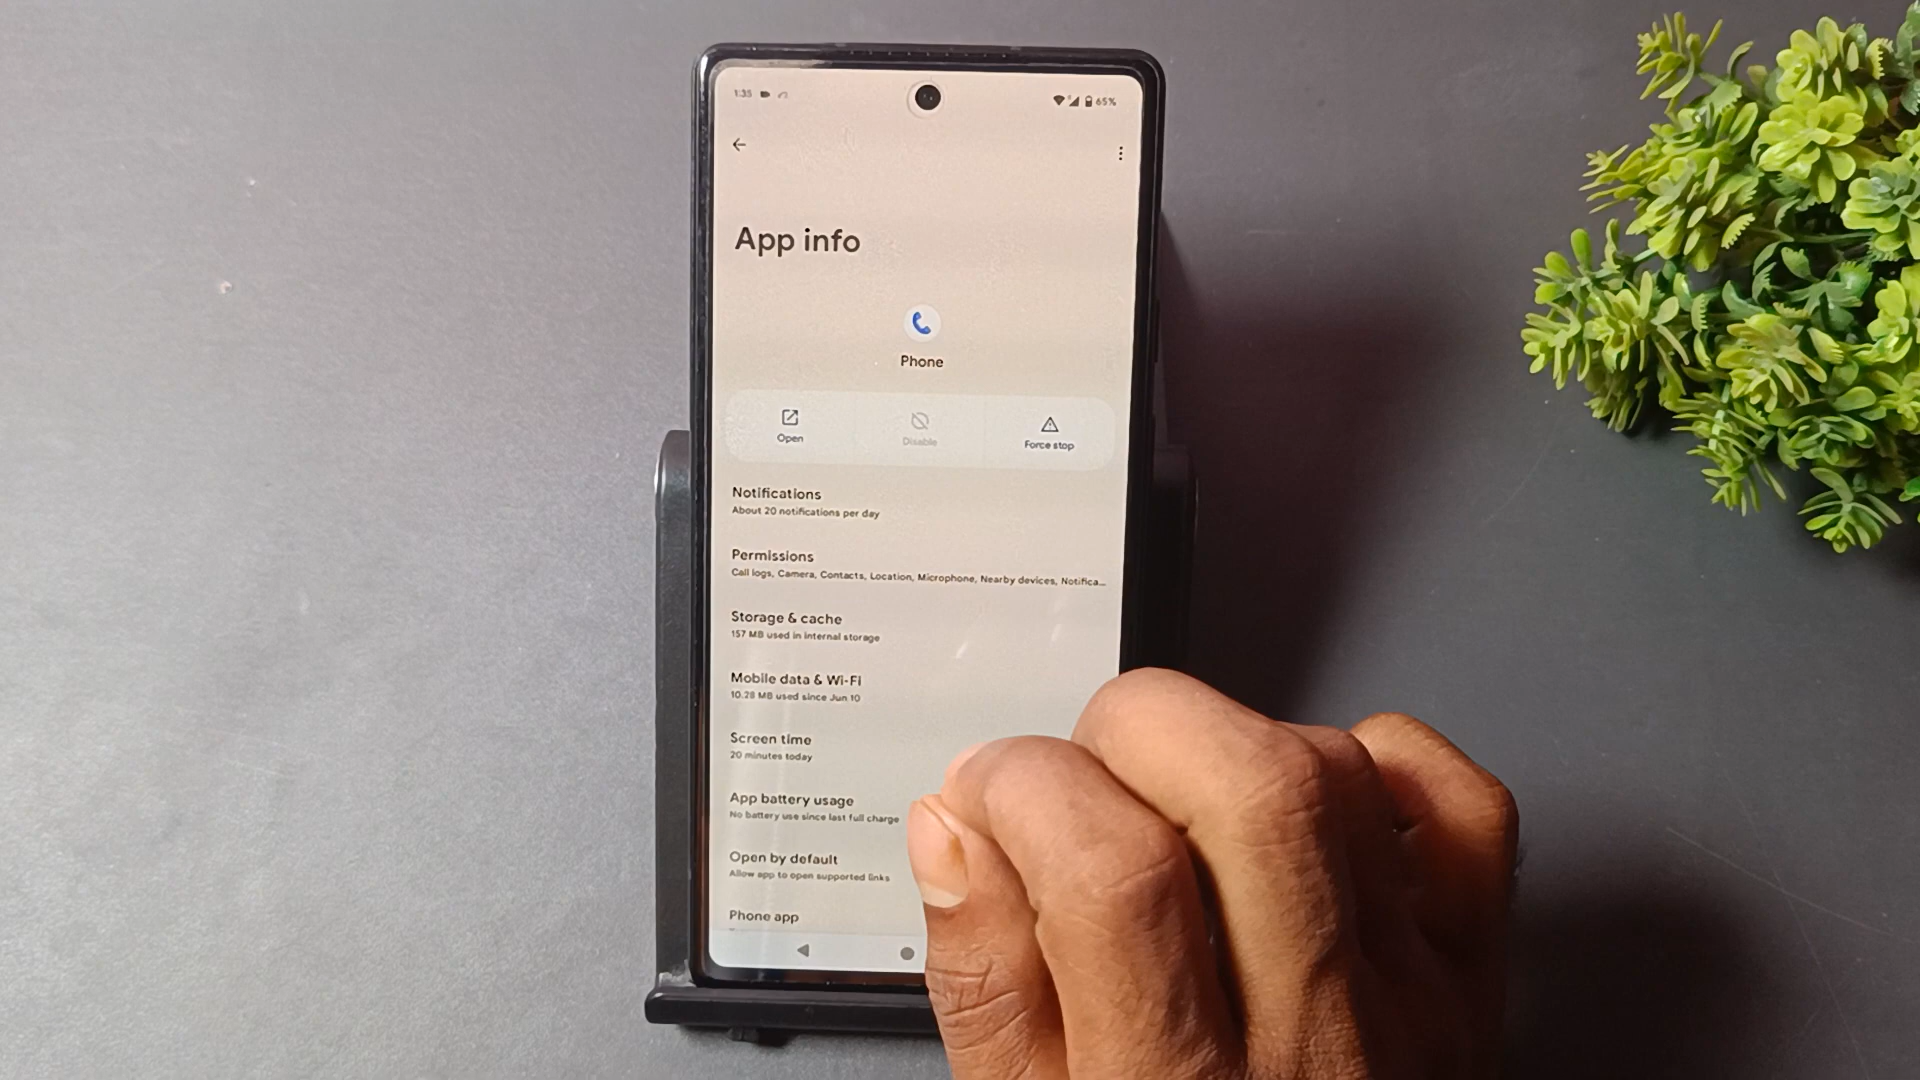 1:35
65%
App info
Phone
Open
Disable
Force stop
Notifications
About 20 notifications per day
Permissions
Call logs, Camera, Contacts, Location, Microphone, Nearby devices, Notifica...
Storage & cache
157 MB used in internal storage
Mobile data & Wi-Fi
10.28 MB used since Jun 10
Screen time
20 minutes today
App battery usage
No battery use since last full charge
Open by default
Allow app to open supported links
Phone app